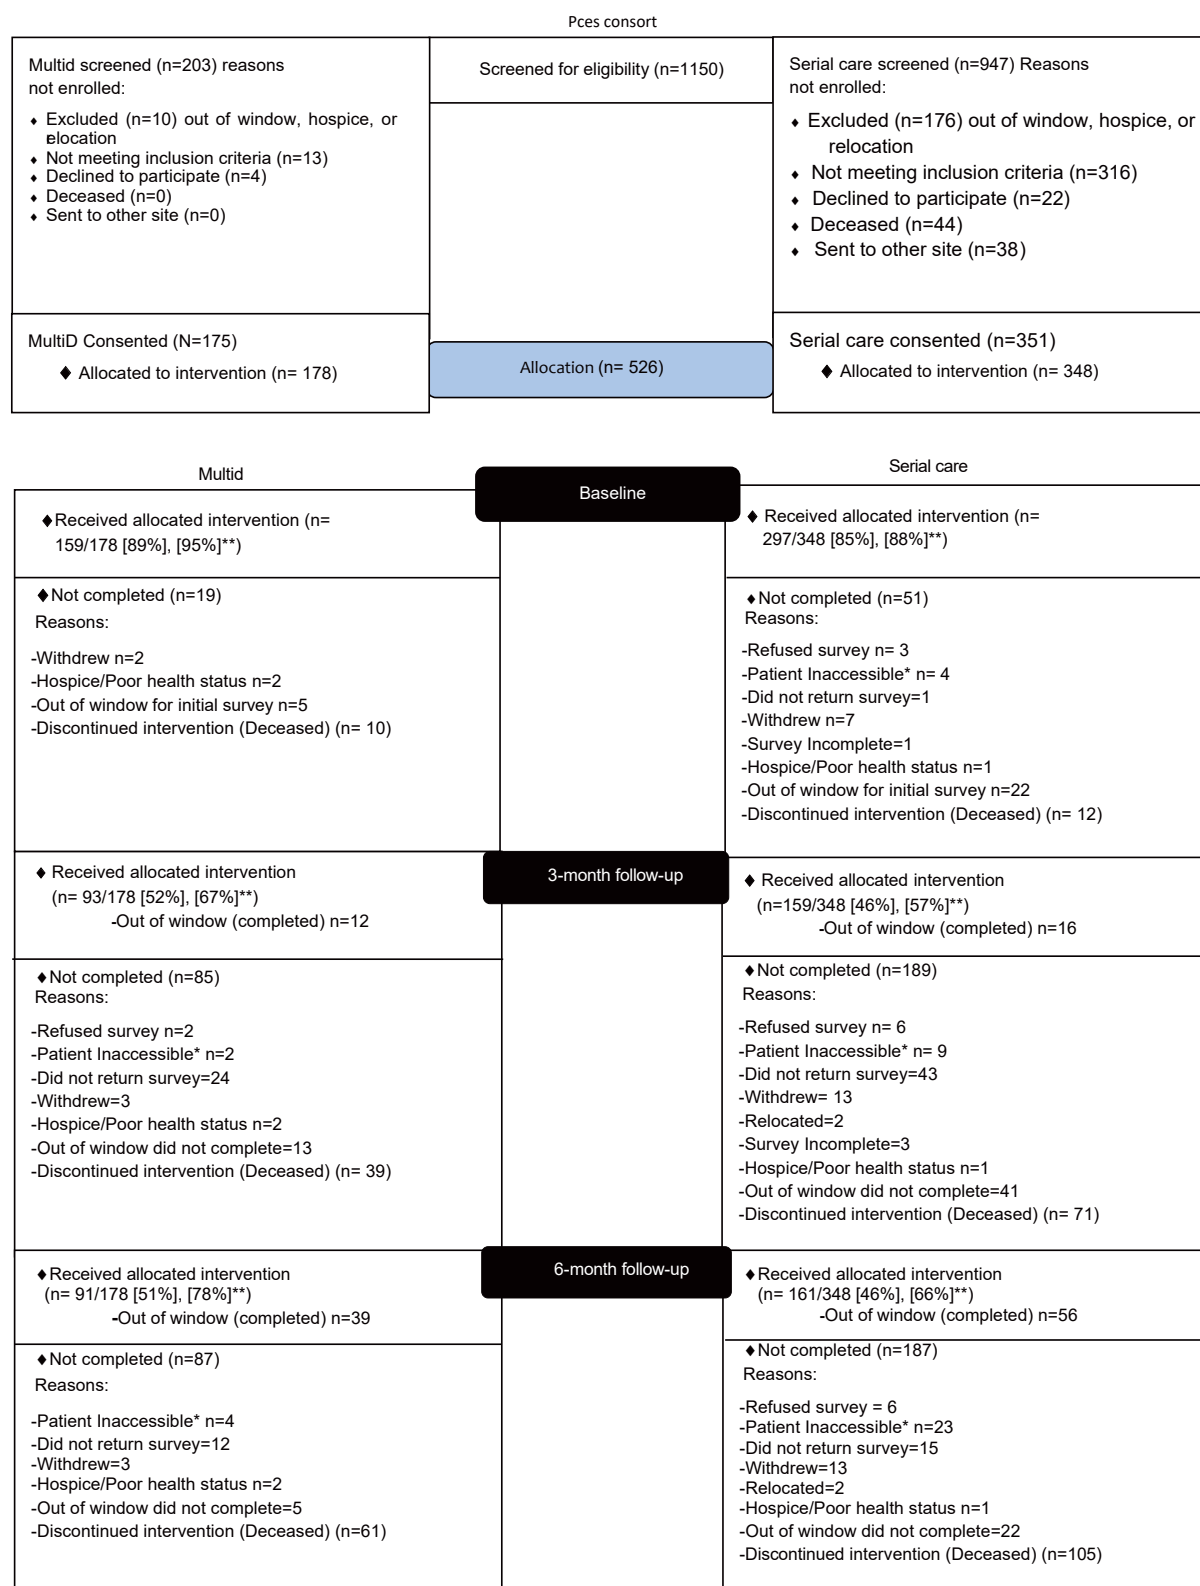 Pces consort
Multid screened (n=203) reasons
not enrolled:
♦ Excluded (n=10) out of window, hospice, or
relocation
♦ Not meeting inclusion criteria (n=13)
♦ Declined to participate (n=4)
♦ Deceased (n=0)
♦ Sent to other site (n=0)
Screened for eligibility (n=1150)
Serial care screened (n=947) Reasons
not enrolled:
♦ Excluded (n=176) out of window, hospice, or
relocation
♦ Not meeting inclusion criteria (n=316)
♦ Declined to participate (n=22)
♦ Deceased (n=44)
♦ Sent to other site (n=38)
MultiD Consented (N=175)
♦ Allocated to intervention (n= 178)
Allocation (n= 526)
Serial care consented (n=351)
♦ Allocated to intervention (n= 348)
Multid
Baseline
Serial care
♦Received allocated intervention (n=
159/178 [89%], [95%]**)
♦Not completed (n=19)
Reasons:
-Withdrew n=2
-Hospice/Poor health status n=2
-Out of window for initial survey n=5
-Discontinued intervention (Deceased) (n= 10)
♦ Received allocated intervention (n=
297/348 [85%], [88%]**)
♦Not completed (n=51)
Reasons:
-Refused survey n= 3
-Patient Inaccessible* n= 4
-Did not return survey=1
-Withdrew n=7
-Survey Incomplete=1
-Hospice/Poor health status n=1
-Out of window for initial survey n=22
-Discontinued intervention (Deceased) (n= 12)
3-month follow-up
♦ Received allocated intervention
(n= 93/178 [52%], [67%]**)
-Out of window (completed) n=12
♦Not completed (n=85)
Reasons:
-Refused survey n=2
-Patient Inaccessible* n=2
-Did not return survey=24
-Withdrew=3
-Hospice/Poor health status n=2
-Out of window did not complete=13
-Discontinued intervention (Deceased) (n= 39)
♦ Received allocated intervention
(n=159/348 [46%], [57%]**)
-Out of window (completed) n=16
♦Not completed (n=189)
Reasons:
-Refused survey n= 6
-Patient Inaccessible* n= 9
-Did not return survey=43
-Withdrew= 13
-Relocated=2
-Survey Incomplete=3
-Hospice/Poor health status n=1
-Out of window did not complete=41
-Discontinued intervention (Deceased) (n= 71)
6-month follow-up
♦Received allocated intervention
(n= 91/178 [51%], [78%]**)
-Out of window (completed) n=39
♦Not completed (n=87)
Reasons:
-Patient Inaccessible* n=4
-Did not return survey=12
-Withdrew=3
-Hospice/Poor health status n=2
-Out of window did not complete=5
-Discontinued intervention (Deceased) (n=61)
♦Received allocated intervention
(n= 161/348 [46%], [66%]**)
-Out of window (completed) n=56
♦Not completed (n=187)
Reasons:
-Refused survey = 6
-Patient Inaccessible* n=23
-Did not return survey=15
-Withdrew=13
-Relocated=2
-Hospice/Poor health status n=1
-Out of window did not complete=22
-Discontinued intervention (Deceased) (n=105)